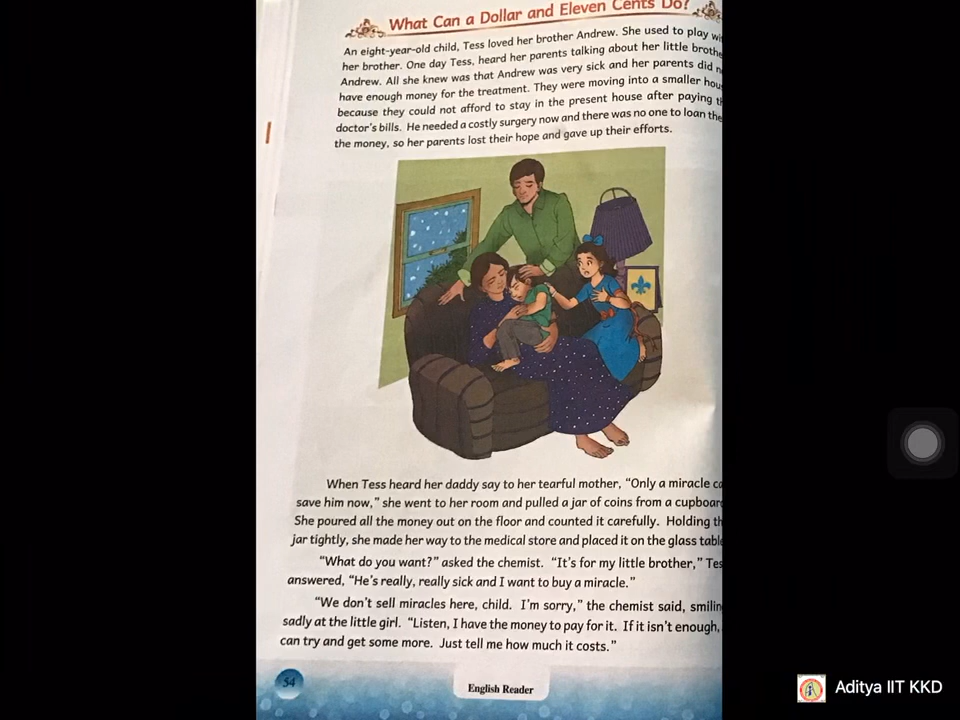 What Can a Dollar and Eleven Cents Do?
An eight-year-old child, Tess loved her brother Andrew. She used to play
her brother. One day Tess, heard her parents talking about her little
Andrew. All she knew was that Andrew was very sick and her parents did
have enough money for the treatment. They were moving into a smaller
because they could not afford to stay in the present house after paying
doctor's bills. He needed a costly surgery now and there was no one to loan
the money, so her parents lost their hope and gave up their efforts.
When Tess heard her daddy say to her tearful mother, "Only a miracle
save him now," she went to her room and pulled a jar of coins from a
She poured all the money out on the floor and counted it carefully. Holding
jar tightly, she made her way to the medical store and placed it on the glass
"What do you want?" asked the chemist. "It's for my little brother,"
answered, "He's really, really sick and I want to buy a miracle."
"We don't sell miracles here, child. I'm sorry," the chemist said,
sadly at the little girl. "Listen, I have the money to pay for it. If it isn't enough,
can try and get some more. Just tell me how much it costs."
54
English Reader
Aditya IIT KKD